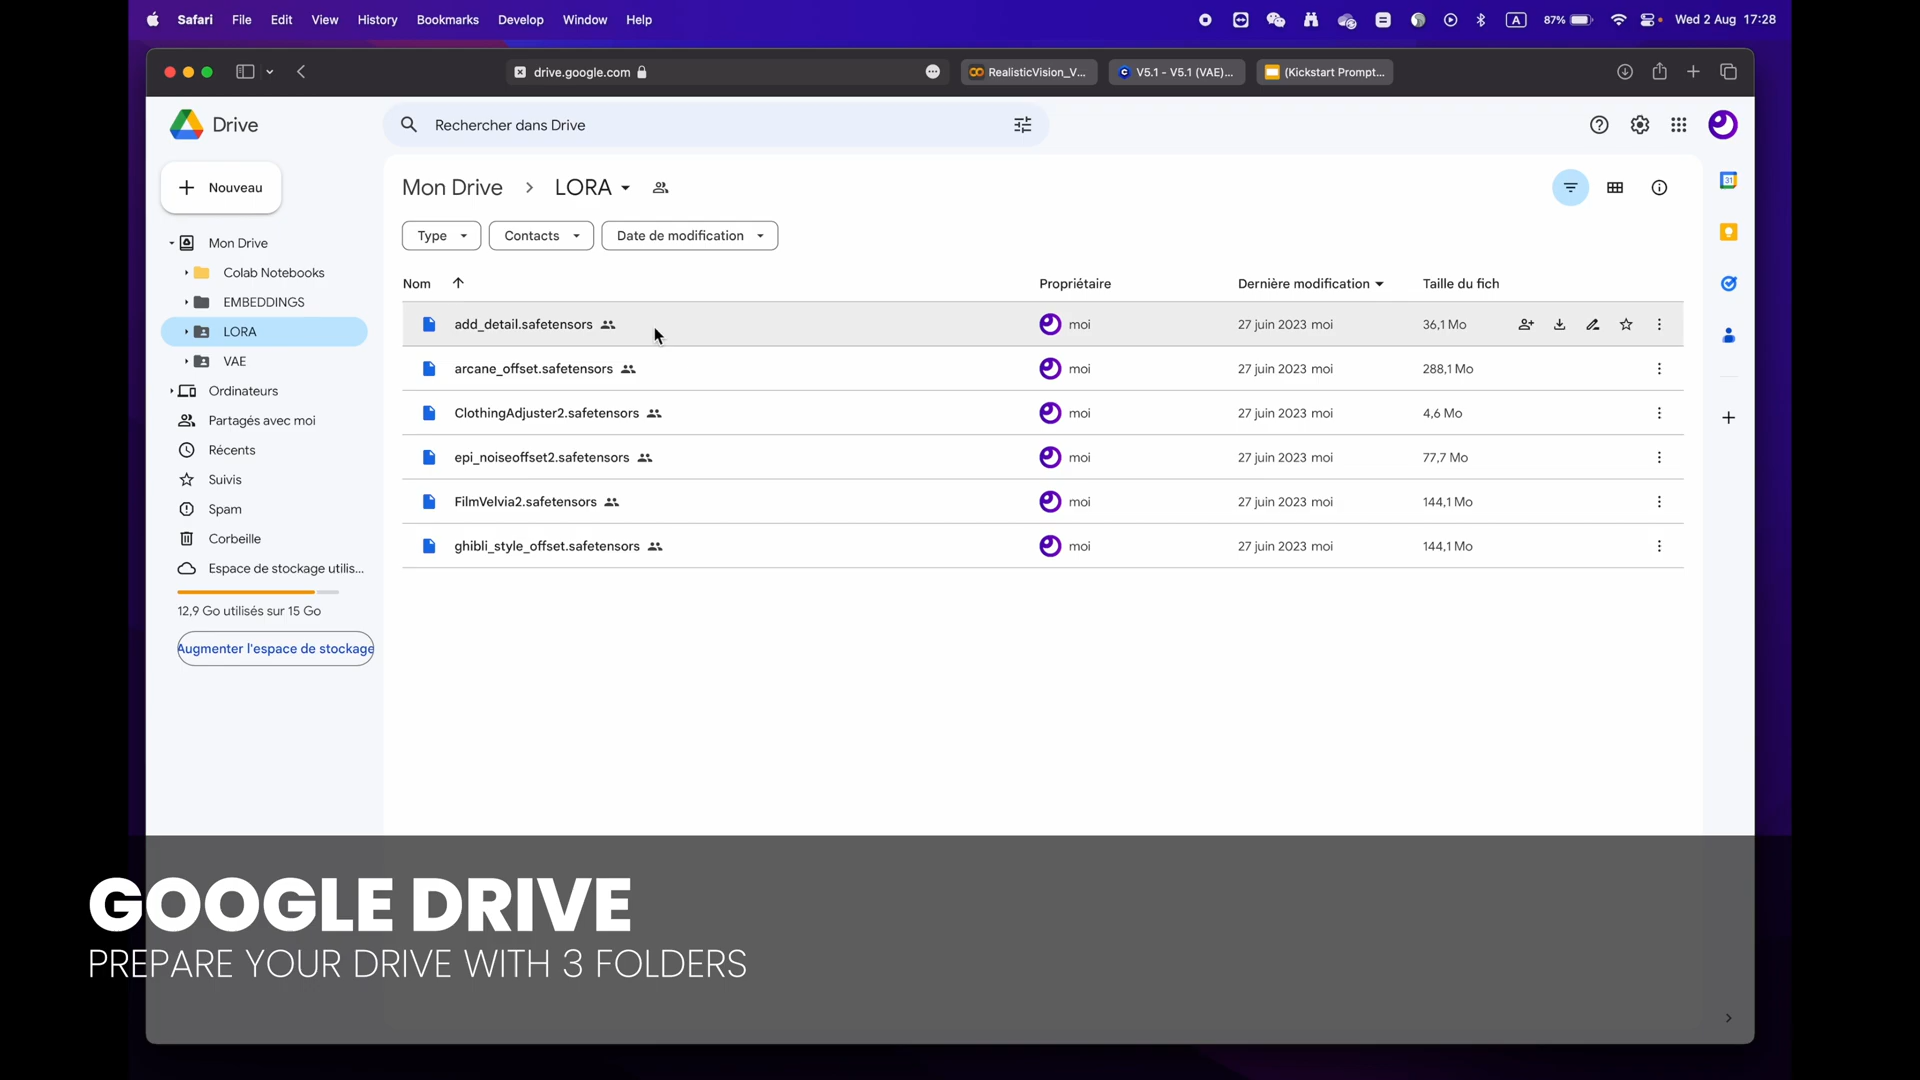 Safari File Edit View History Bookmarks Develop Window Help A 87% Wed 2 Aug 17:28
drive.google.com RealisticVision_V... V5.1 - V5.1 (VAE)... (Kickstart Prompt...
Drive
Rechercher dans Drive
Nouveau
Mon Drive
Colab Notebooks
EMBEDDINGS
LORA
VAE
Ordinateurs
Partagés avec moi
Récents
Suivis
Spam
Corbeille
Espace de stockage utilis...
12,9 Go utilisés sur 15 Go
Augmenter l'espace de stockage
Mon Drive > LORA
Type Contacts Date de modification
Nom Propriétaire Dernière modification Taille du fich
add_detail.safetensors moi 27 juin 2023 moi 36,1 Mo
arcane_offset.safetensors moi 27 juin 2023 moi 288,1 Mo
ClothingAdjuster2.safetensors moi 27 juin 2023 moi 4,6 Mo
epi_noiseoffset2.safetensors moi 27 juin 2023 moi 77,7 Mo
FilmVelvia2.safetensors moi 27 juin 2023 moi 144,1 Mo
ghibli_style_offset.safetensors moi 27 juin 2023 moi 144,1 Mo
31
GOOGLE DRIVE
PREPARE YOUR DRIVE WITH 3 FOLDERS